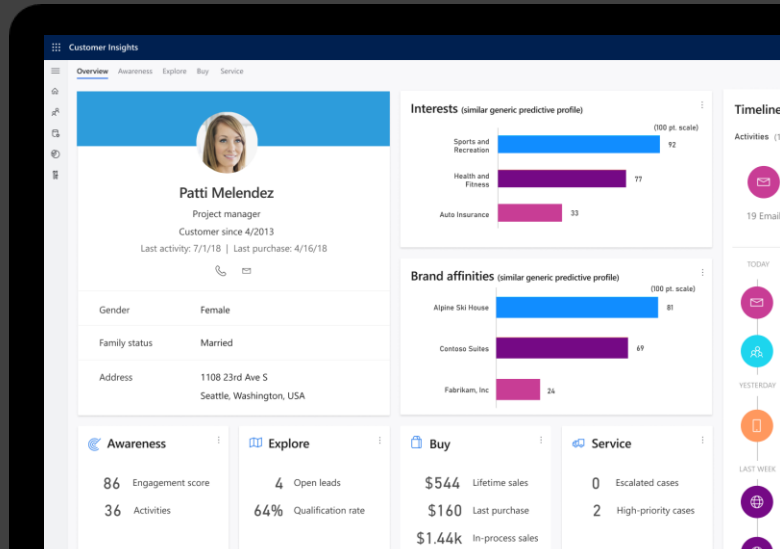 Customer Insights
Overview Awareness Explore Buy Service
Patti Melendez
Project manager
Customer since 4/2013
Last activity: 7/1/18 | Last purchase: 4/16/18
Gender Female
Family status Married
Address 1108 23rd Ave S
Seattle, Washington, USA
Interests (similar generic predictive profile)
(100 pt. scale)
Sports and
Recreation 92
Health and
Fitness 77
Auto Insurance 33
Brand affinities (similar generic predictive profile)
(100 pt. scale)
Alpine Ski House 81
Contoso Suites 69
Fabrikam, Inc 24
Timeline
Activities (1
19 Email
TODAY
YESTERDAY
LAST WEEK
Awareness
86 Engagement score
36 Activities
Explore
4 Open leads
64% Qualification rate
Buy
$544 Lifetime sales
$160 Last purchase
$1.44k In-process sales
Service
0 Escalated cases
2 High-priority cases